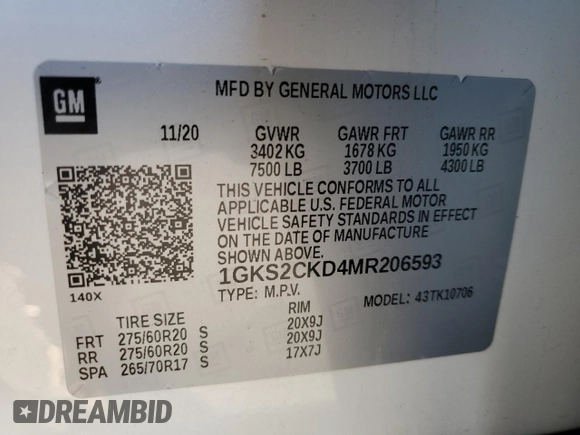 GM
MFD BY GENERAL MOTORS LLC
11/20 GVWR GAWR FRT GAWR RR
3402 KG 1678 KG 1950 KG
7500 LB 3700 LB 4300 LB
THIS VEHICLE CONFORMS TO ALL
APPLICABLE U.S. FEDERAL MOTOR
VEHICLE SAFETY STANDARDS IN EFFECT
ON THE DATE OF MANUFACTURE
SHOWN ABOVE.
1GKS2CKD4MR206593
140X
TYPE: M.P.V. MODEL: 43TK10706
TIRE SIZE RIM
FRT 275/60R20 S 20X9J
RR 275/60R20 S 20X9J
SPA 265/70R17 S 17X7J
DREAMBID